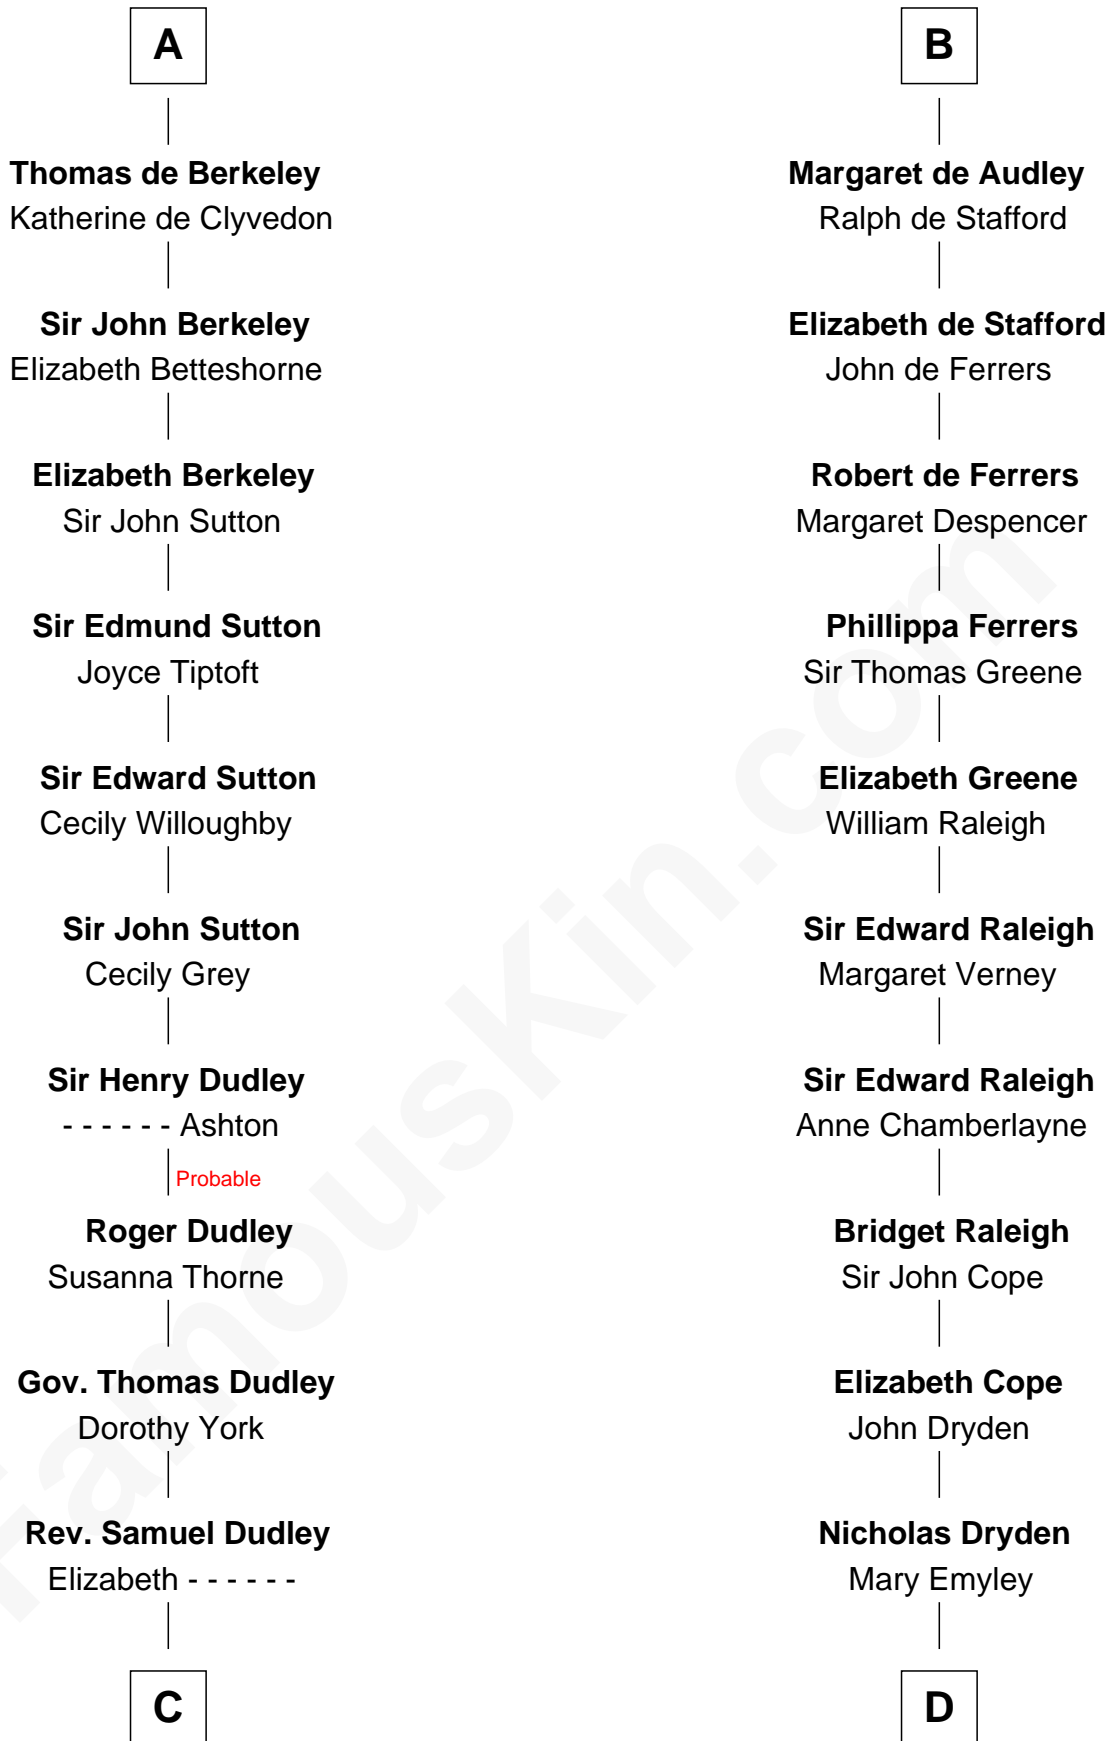 A
Thomas de Berkeley
Katherine de Clyvedon
Sir John Berkeley
Elizabeth Betteshorne
Elizabeth Berkeley
Sir John Sutton
Sir Edmund Sutton
Joyce Tiptoft
Sir Edward Sutton
Cecily Willoughby
Sir John Sutton
Cecily Grey
Sir Henry Dudley
- - - - - - Ashton
Probable
Roger Dudley
Susanna Thorne
Gov. Thomas Dudley
Dorothy York
Rev. Samuel Dudley
Elizabeth - - - - - -
C
B
Margaret de Audley
Ralph de Stafford
Elizabeth de Stafford
John de Ferrers
Robert de Ferrers
Margaret Despencer
Phillippa Ferrers
Sir Thomas Greene
Elizabeth Greene
William Raleigh
Sir Edward Raleigh
Margaret Verney
Sir Edward Raleigh
Anne Chamberlayne
Bridget Raleigh
Sir John Cope
Elizabeth Cope
John Dryden
Nicholas Dryden
Mary Emyley
D
FamousKin.com